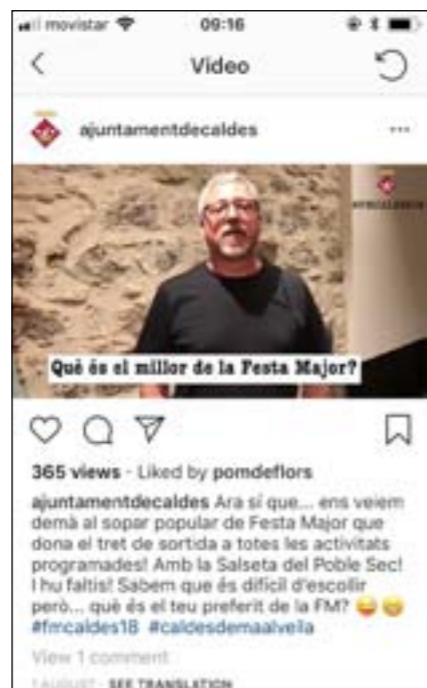 movistar 09:16
Video
ajuntamentdecaldes
Què és el millor de la Festa Major?
365 views · Liked by pomdeflors
ajuntamentdecaldes Ara sí que... ens veiem
demà al sopar popular de Festa Major que
dona el tret de sortida a totes les activitats
programades! Amb la Salseta del Poble Sec!
I hu faltis! Sabem que és difícil d'escollir
però... què és el teu preferit de la FM?
#fmcaldes18 #caldesdemaalvella
View 1 comment
1 AUGUST · SEE TRANSLATION